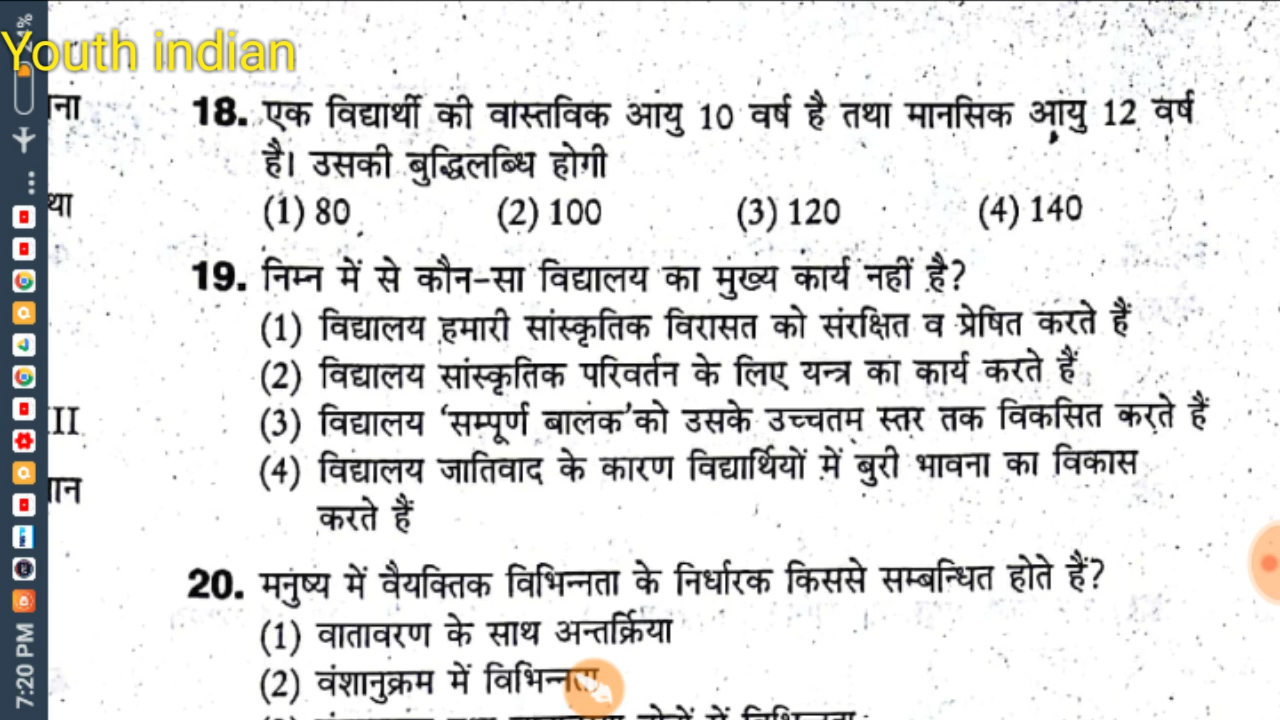 Youth indian
4%
ना
18. एक विद्यार्थी की वास्तविक आयु 10 वर्ष है तथा मानसिक आयु 12 वर्ष
है। उसकी बुद्धिलब्धि होगी
था
(1) 80 (2) 100 (3) 120 (4) 140
19. निम्न में से कौन-सा विद्यालय का मुख्य कार्य नहीं है?
(1) विद्यालय हमारी सांस्कृतिक विरासत को संरक्षित व प्रेषित करते हैं
(2) विद्यालय सांस्कृतिक परिवर्तन के लिए यन्त्र का कार्य करते हैं
II
(3) विद्यालय ‘सम्पूर्ण बालक’को उसके उच्चतम स्तर तक विकसित करते हैं
(4) विद्यालय जातिवाद के कारण विद्यार्थियों में बुरी भावना का विकास
ान
करते हैं
20. मनुष्य में वैयक्तिक विभिन्नता के निर्धारक किससे सम्बन्धित होते हैं?
(1) वातावरण के साथ अन्तर्क्रिया
(2) वंशानुक्रम में विभिन्नता
7:20 PM